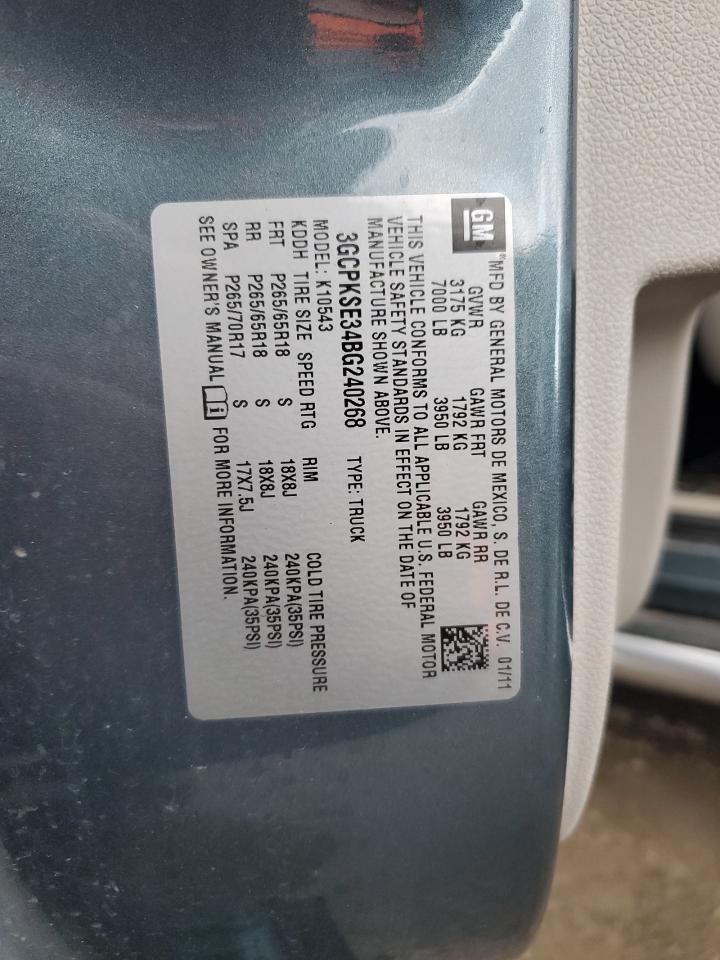 GM
MFD BY GENERAL MOTORS DE MEXICO, S. DE R.L. DE C.V. 01/11
GVWR GAWR FRT GAWR RR
3175 KG 1792 KG 1792 KG
7000 LB 3950 LB 3950 LB
THIS VEHICLE CONFORMS TO ALL APPLICABLE U.S. FEDERAL MOTOR
VEHICLE SAFETY STANDARDS IN EFFECT ON THE DATE OF
MANUFACTURE SHOWN ABOVE.
3GCPKSE34BG240268 TYPE: TRUCK
MODEL: K10543
KDDH TIRE SIZE SPEED RTG RIM COLD TIRE PRESSURE
FRT P265/65R18 S 18X8J 240KPA(35PSI)
RR P265/65R18 S 18X8J 240KPA(35PSI)
SPA P265/70R17 S 17X7.5J 240KPA(35PSI)
SEE OWNER'S MANUAL i FOR MORE INFORMATION.